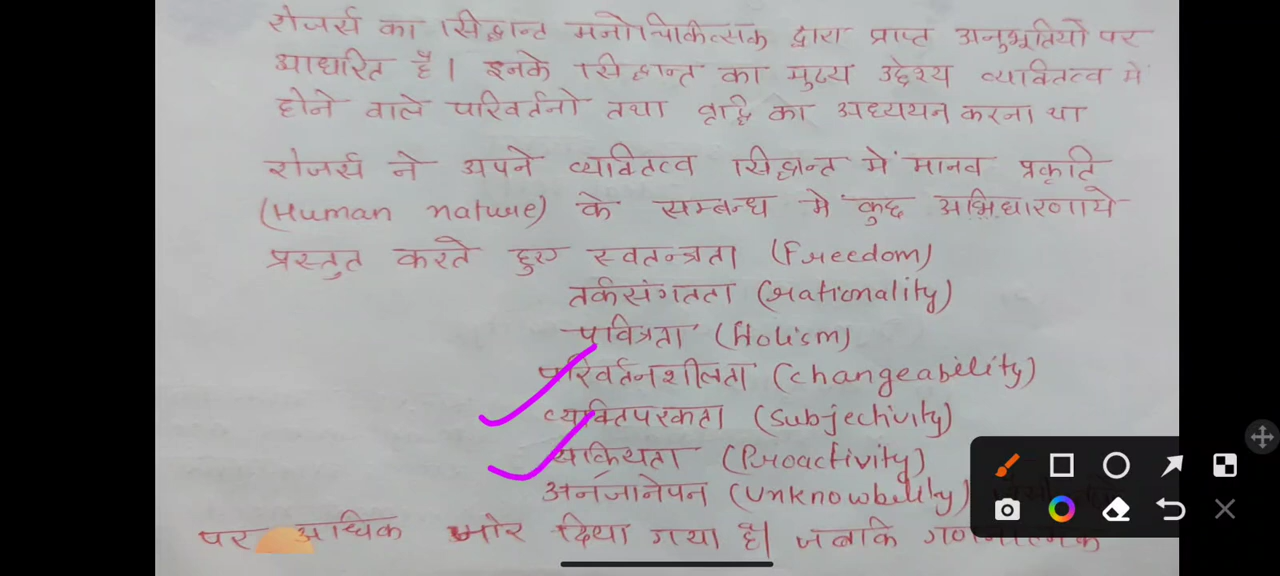 रोजर्स का सिद्धान्त मनोचिकित्सक द्वारा प्राप्त अनुभूतियों पर
आधारित है। इनके सिद्धान्त का मुख्य उद्देश्य व्यक्तित्व में
होने वाले परिवर्तनो तथा वृद्धि का अध्ययन करना था
रोजर्स ने अपने व्यक्तित्व सिद्धान्त में मानव प्रकृति
(Human nature) के सम्बन्ध मे कुछ अभिधारणाये
प्रस्तुत करते हुए स्वतन्त्रता (Freedom)
तर्कसंगतता (Rationality)
पवित्रता (Holism)
परिवर्तनशीलता (changeability)
व्यक्तिपरकता (Subjectivity)
सक्रियता (Proactivity)
अनजानेपन (Unknowbelity)
पर अधिक जोर दिया गया है। जबकि